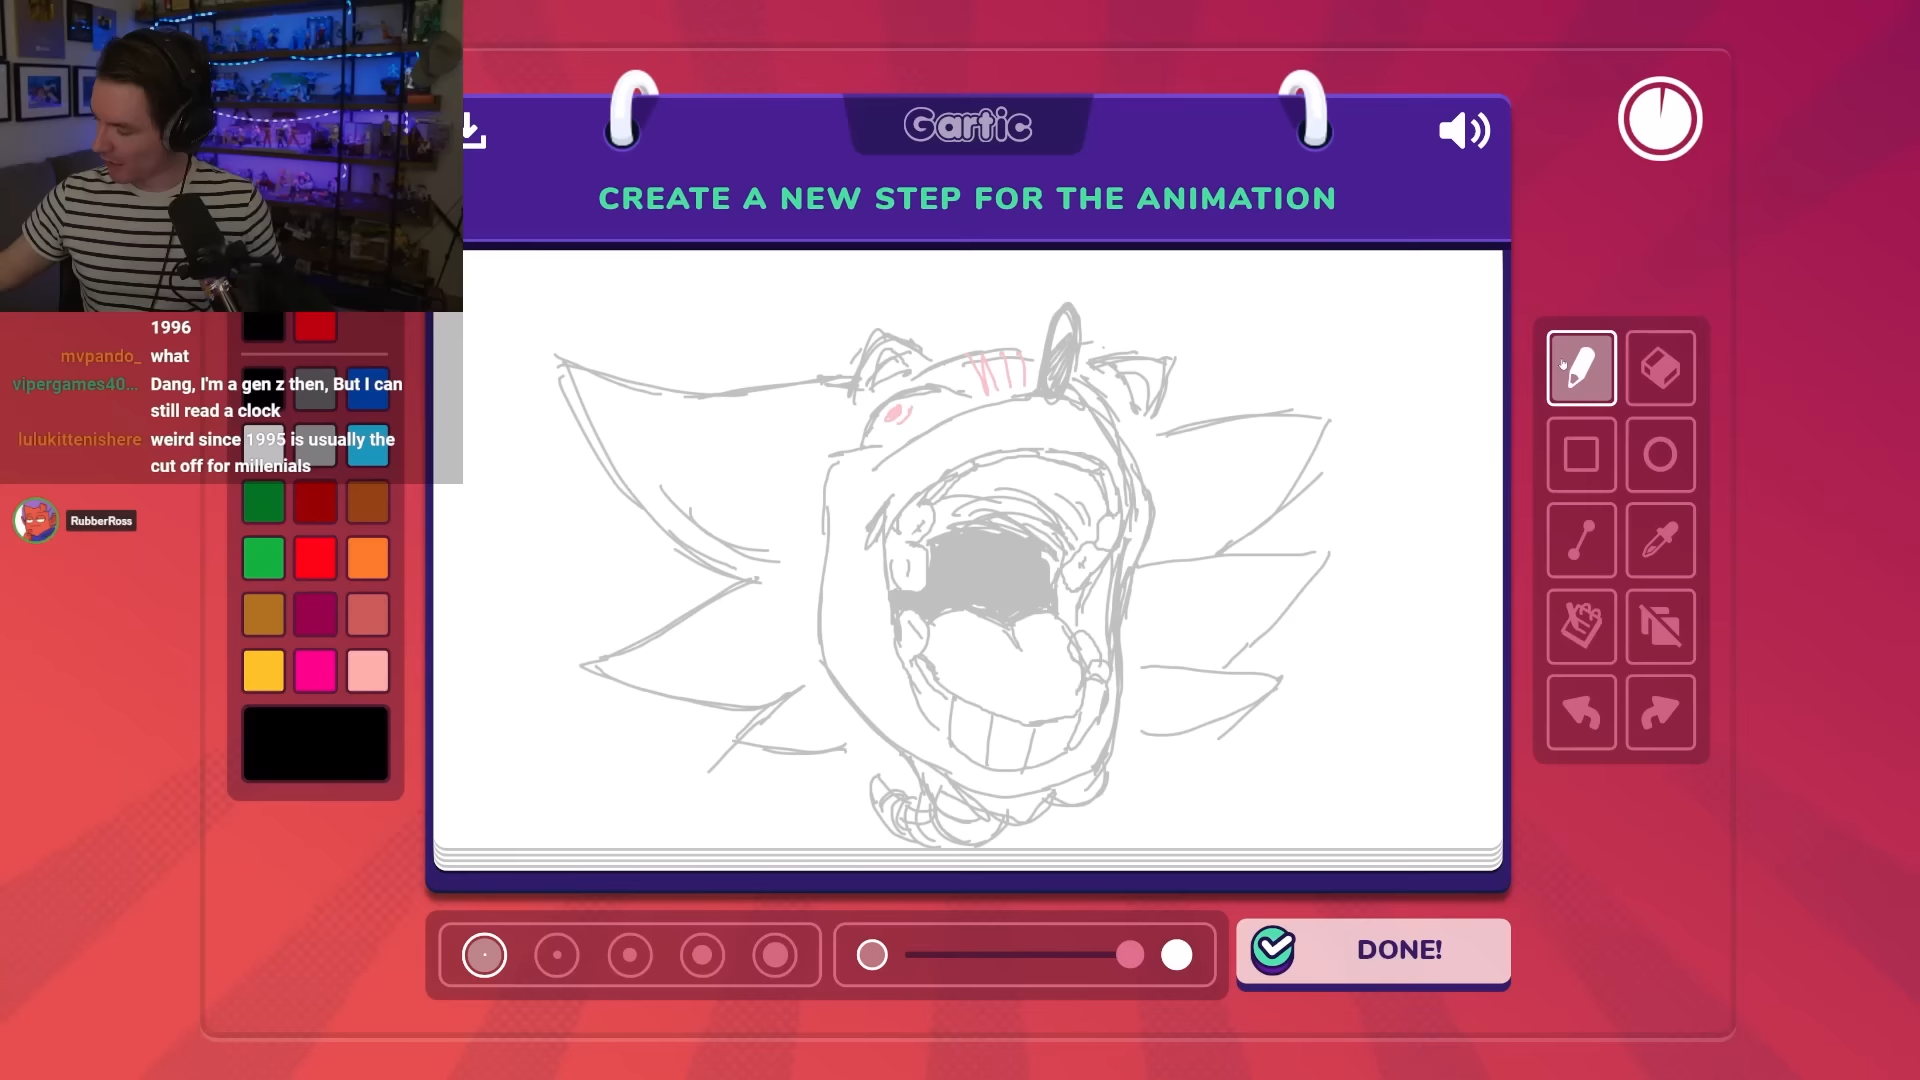 Gartic
CREATE A NEW STEP FOR THE ANIMATION
1996
mvpando_ what
vipergames40... Dang, I'm a gen z then, But I can
still read a clock
lulukittenishere weird since 1995 is usually the
cut off for millenials
RubberRoss
DONE!